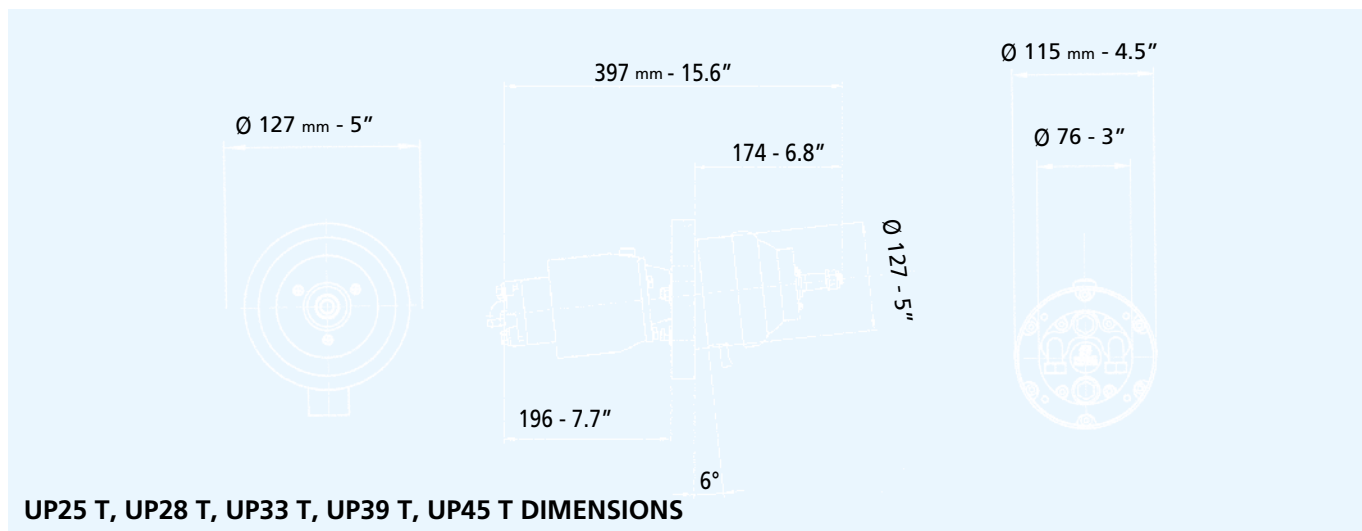 Ø 115 mm - 4.5”
397 mm - 15.6”
Ø 127 mm - 5”
Ø 76 - 3”
174 - 6.8”
Ø 127 - 5”
196 - 7.7”
6°
UP25 T, UP28 T, UP33 T, UP39 T, UP45 T DIMENSIONS